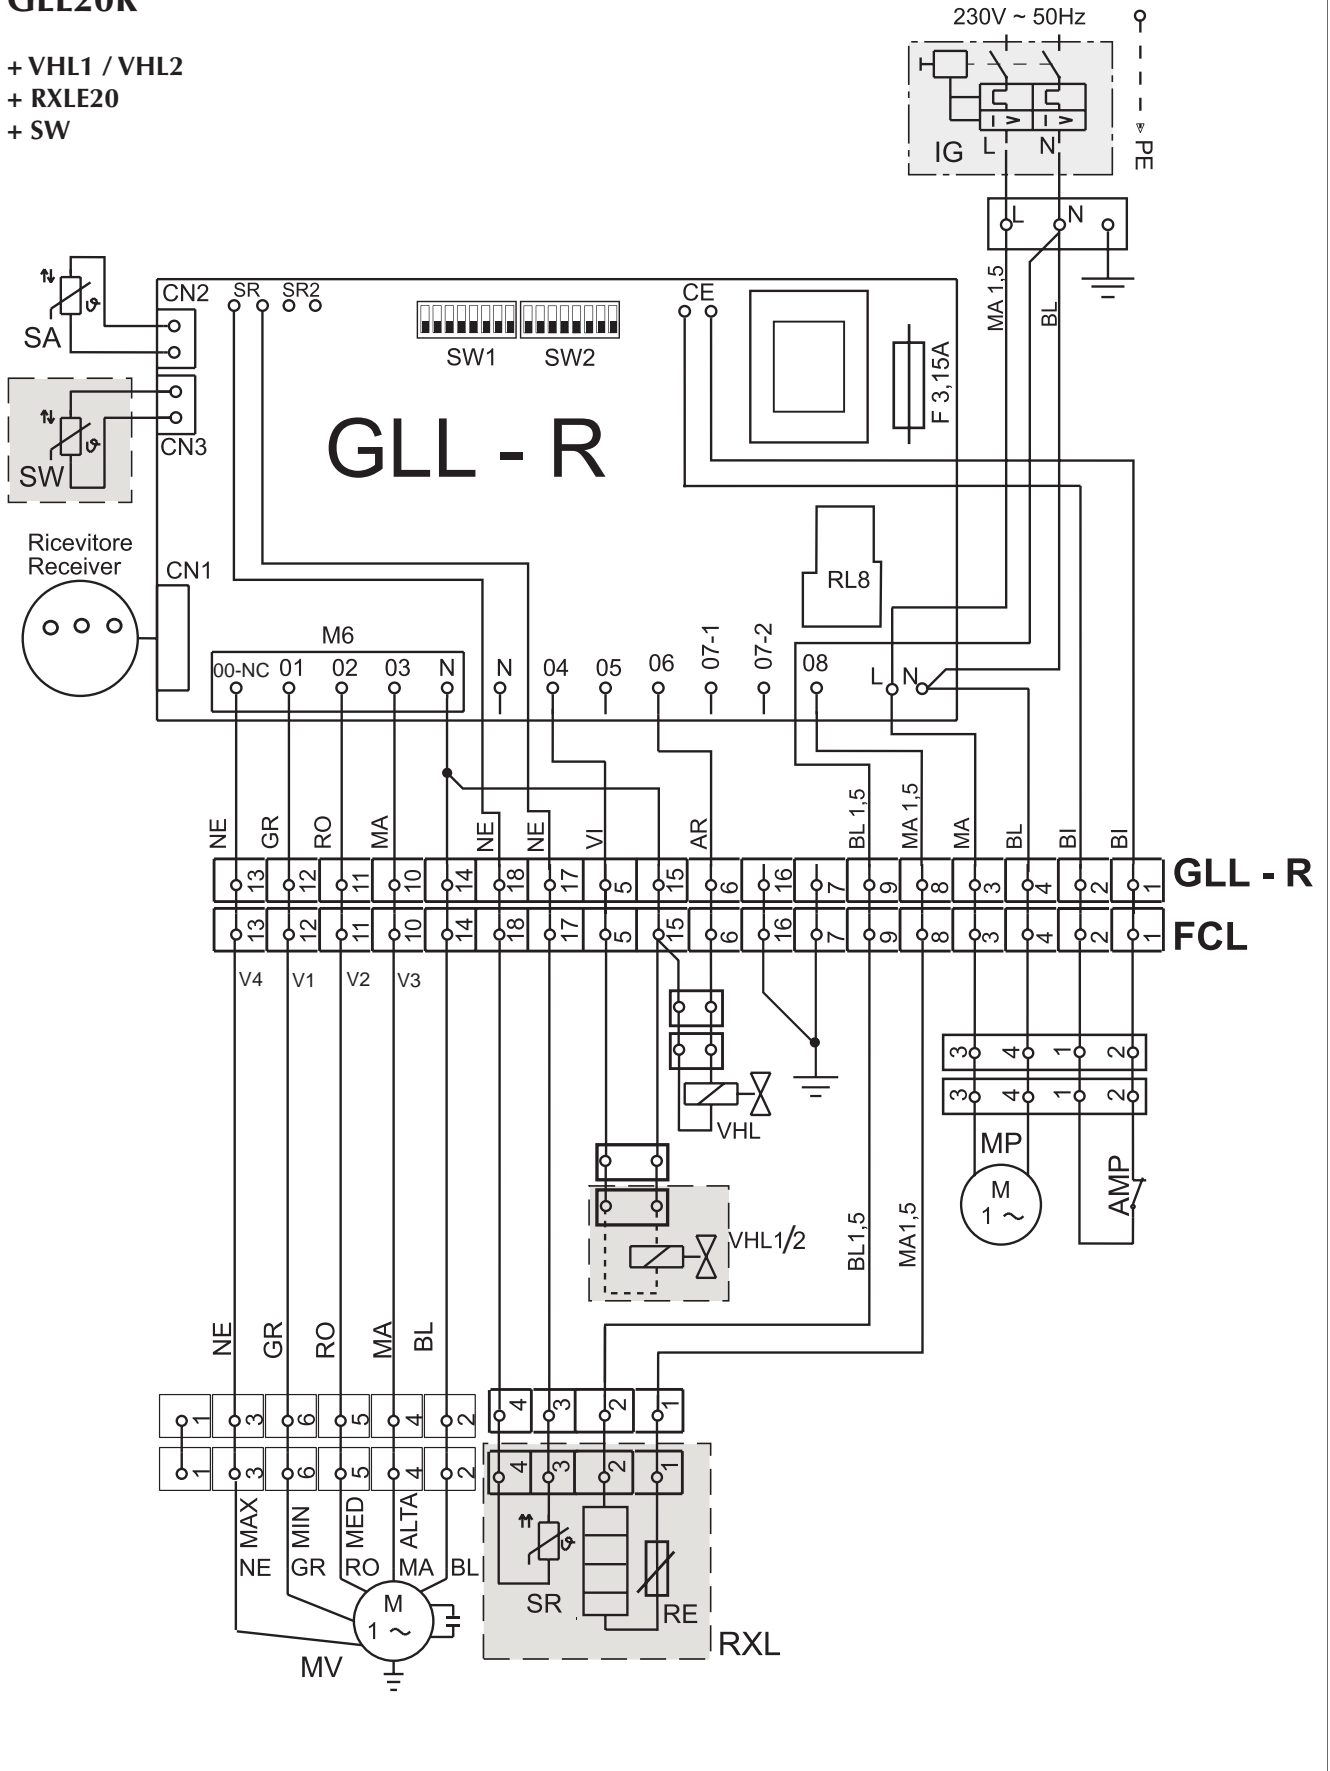 GLL20R
+ VHL1 / VHL2
+ RXLE20
+ SW
230V ~ 50Hz
PE
IG L N
I > I >
L N
MA 1,5
BL
SA
CN2
SR SR2
SW1 SW2
CE
F 3,15A
SW
CN3
GLL - R
Ricevitore
Receiver
CN1
RL8
M6
00-NC 01 02 03 N N 04 05 06 07-1 07-2 08 L N
NE GR RO MA NE NE VI AR BL 1,5 MA 1,5 MA BL BI BI
13 12 11 10 14 18 17 5 15 6 16 7 9 8 3 4 2 1
GLL - R
13 12 11 10 14 18 17 5 15 6 16 7 9 8 3 4 2 1
FCL
V4 V1 V2 V3
3 4 1 2
3 4 1 2
VHL
MP
M
1 ~
AMP
VHL1/2
BL1,5
MA1,5
NE GR RO MA BL
1 3 6 5 4 2
4 3 2 1
1 3 6 5 4 2
4 3 2 1
MAX MIN MED ALTA
NE GR RO MA BL
M
1 ~
MV
SR
RE
RXL